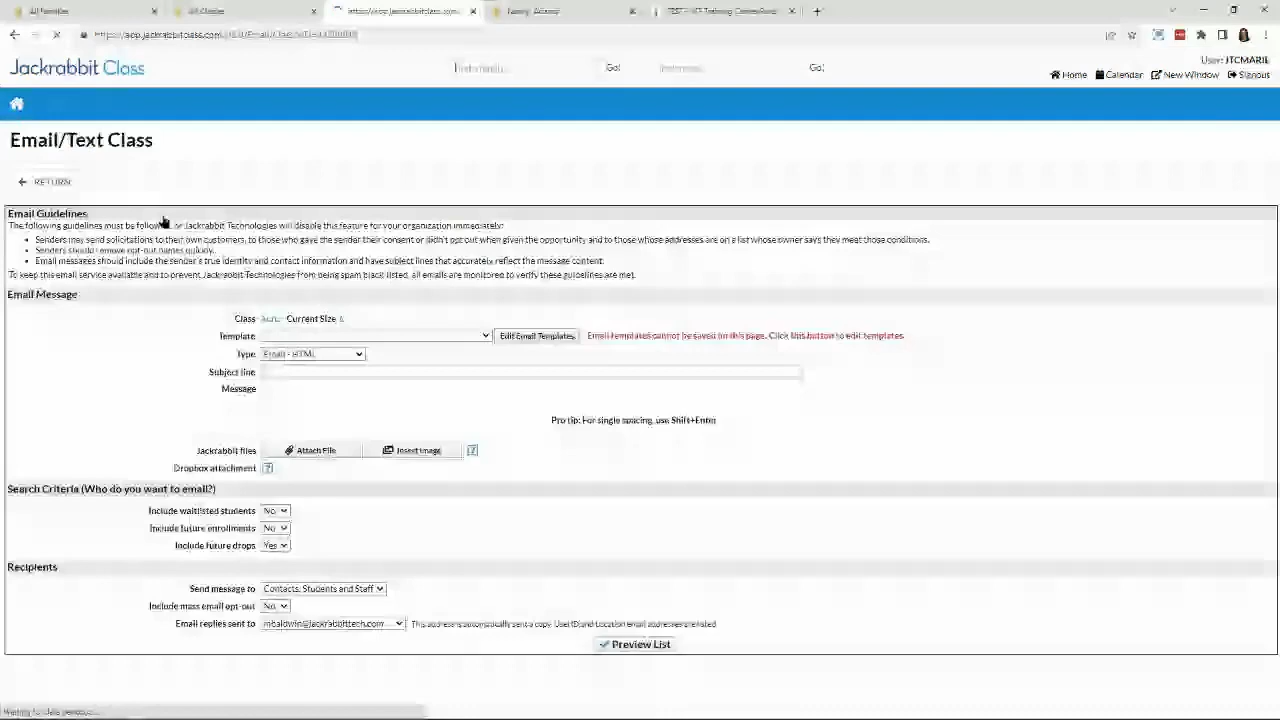 All Families
All Classes
TEST
Jackrabbit Class
Go!
Go!
User: JTCMARIE
Home Calendar New Window Signout
Email/Text Class
RETURN
Email Guidelines
The following guidelines must be followed or Jackrabbit Technologies will disable this feature for your organization immediately:
Senders may send solicitations to their own customers, to those who gave the sender their consent or didn't opt out when given the opportunity and to those whose addresses are on a list whose owner says they meet those conditions.
Senders should remove opt-out names quickly.
Email messages should include the sender's true identity and contact information and have subject lines that accurately reflect the message content.
To keep this email service available and to prevent Jackrabbit Technologies from being spam black listed, all emails are monitored to verify these guidelines are met.
Email Message
Class Current Size
Template Edit Email Templates Email templates cannot be saved on this page. Click this button to edit templates.
Type Email - HTML
Subject line
Message
Pro tip: For single spacing, use Shift+Enter
Jackrabbit files Attach File Insert Image ?
Dropbox attachment ?
Search Criteria (Who do you want to email?)
Include waitlisted students No
Include future enrollments No
Include future drops Yes
Recipients
Send message to Contacts, Students and Staff
Include mass email opt-out No
Email replies sent to mbaldwin@jackrabbittech.com This address is automatically sent a copy. User ID and Location email addresses are listed
Preview List